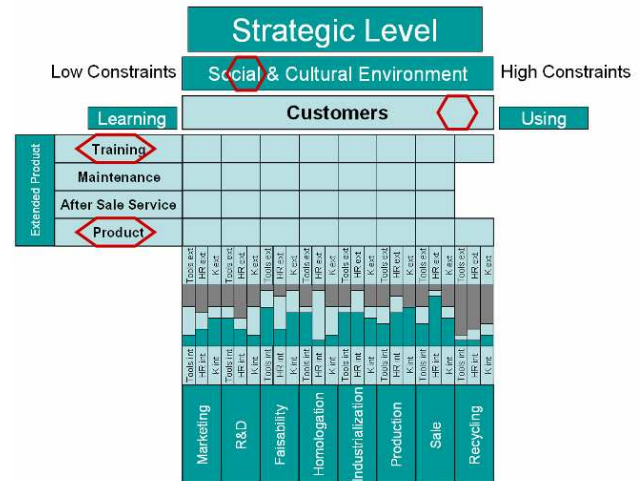 Strategic Level
Low Constraints
Social & Cultural Environment
High Constraints
Learning
Customers
Using
Extended Product
Training
Maintenance
After Sale Service
Product
Tools ext
HR ext
K ext
Tools ext
HR ext
K ext
Tools ext
HR ext
K ext
Tools ext
HR ext
K ext
Tools ext
HR ext
K ext
Tools ext
HR ext
K ext
Tools ext
HR ext
K ext
Tools ext
HR ext
K ext
Tools int
HR int
K int
Tools int
HR int
K int
Tools int
HR int
K int
Tools int
HR int
K int
Tools int
HR int
K int
Tools int
HR int
K int
Tools int
HR int
K int
Tools int
HR int
K int
Marketing
R&D
Faisability
Homologation
Industrialization
Production
Sale
Recycling